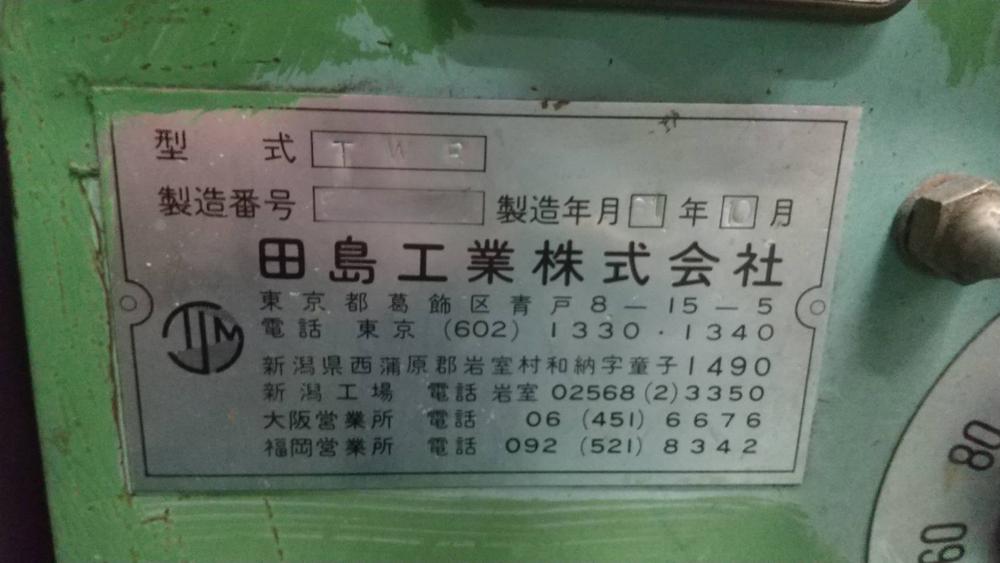 型 式 TWB
製造番号 製造年月 年 月
田島工業株式会社
TJM
東京都葛飾区青戸8-15-5
電話 東京 (602) 1330・1340
新潟県西蒲原郡岩室村和納字童子1490
新潟工場 電話 岩室 02568(2)3350
大阪営業所 電話 06 (451) 6676
福岡営業所 電話 092 (521) 8342
80
60